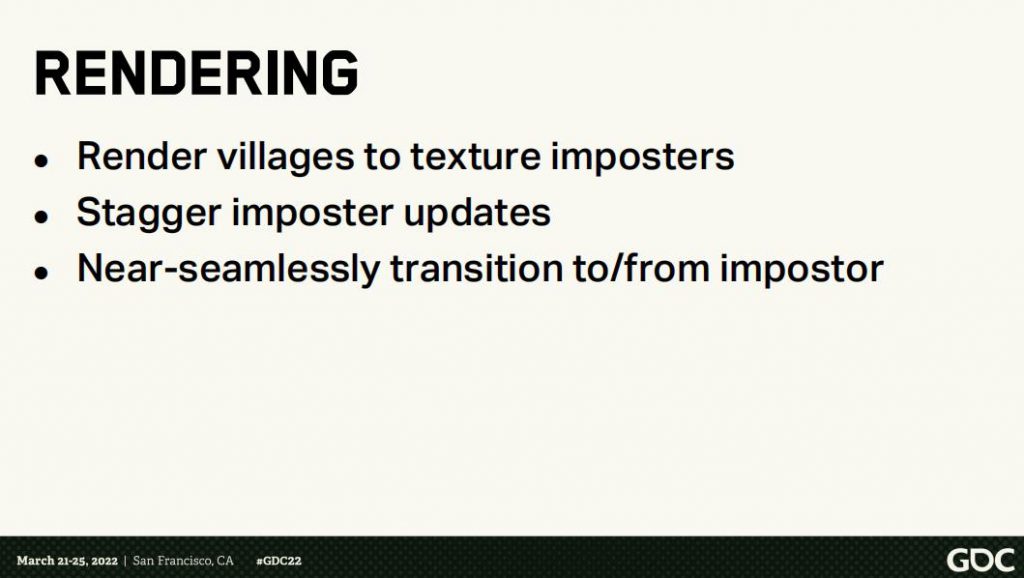 RENDERING
• Render villages to texture imposters
• Stagger imposter updates
• Near-seamlessly transition to/from impostor
March 21-25, 2022 | San Francisco, CA #GDC22
GDC